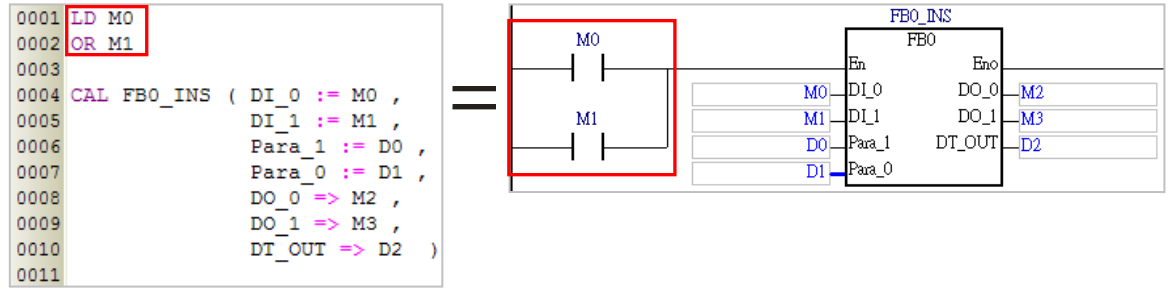 0001 LD M0
0002 OR M1
0003
0004 CAL FB0_INS ( DI_0 := M0 ,
0005 DI_1 := M1 ,
0006 Para_1 := D0 ,
0007 Para_0 := D1 ,
0008 DO_0 => M2 ,
0009 DO_1 => M3 ,
0010 DT_OUT => D2 )
0011
=
FB0_INS
M0 FB0
En Eno
M0 DI_0 DO_0 M2
M1 M1 DI_1 DO_1 M3
D0 Para_1 DT_OUT D2
D1 Para_0